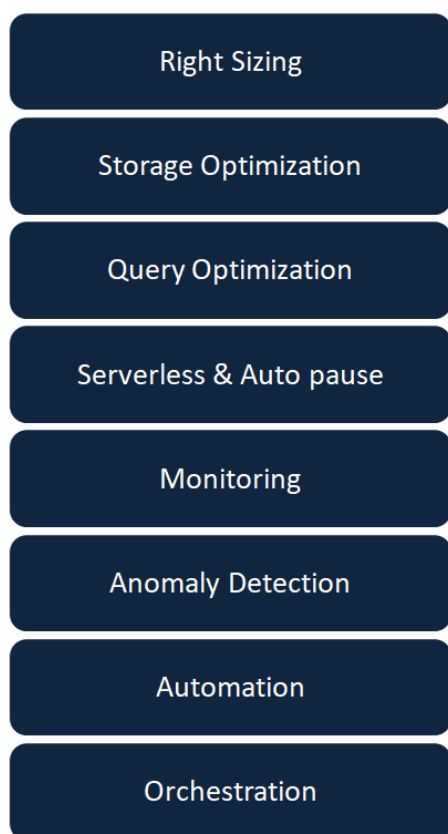 Right Sizing
Storage Optimization
Query Optimization
Serverless & Auto pause
Monitoring
Anomaly Detection
Automation
Orchestration